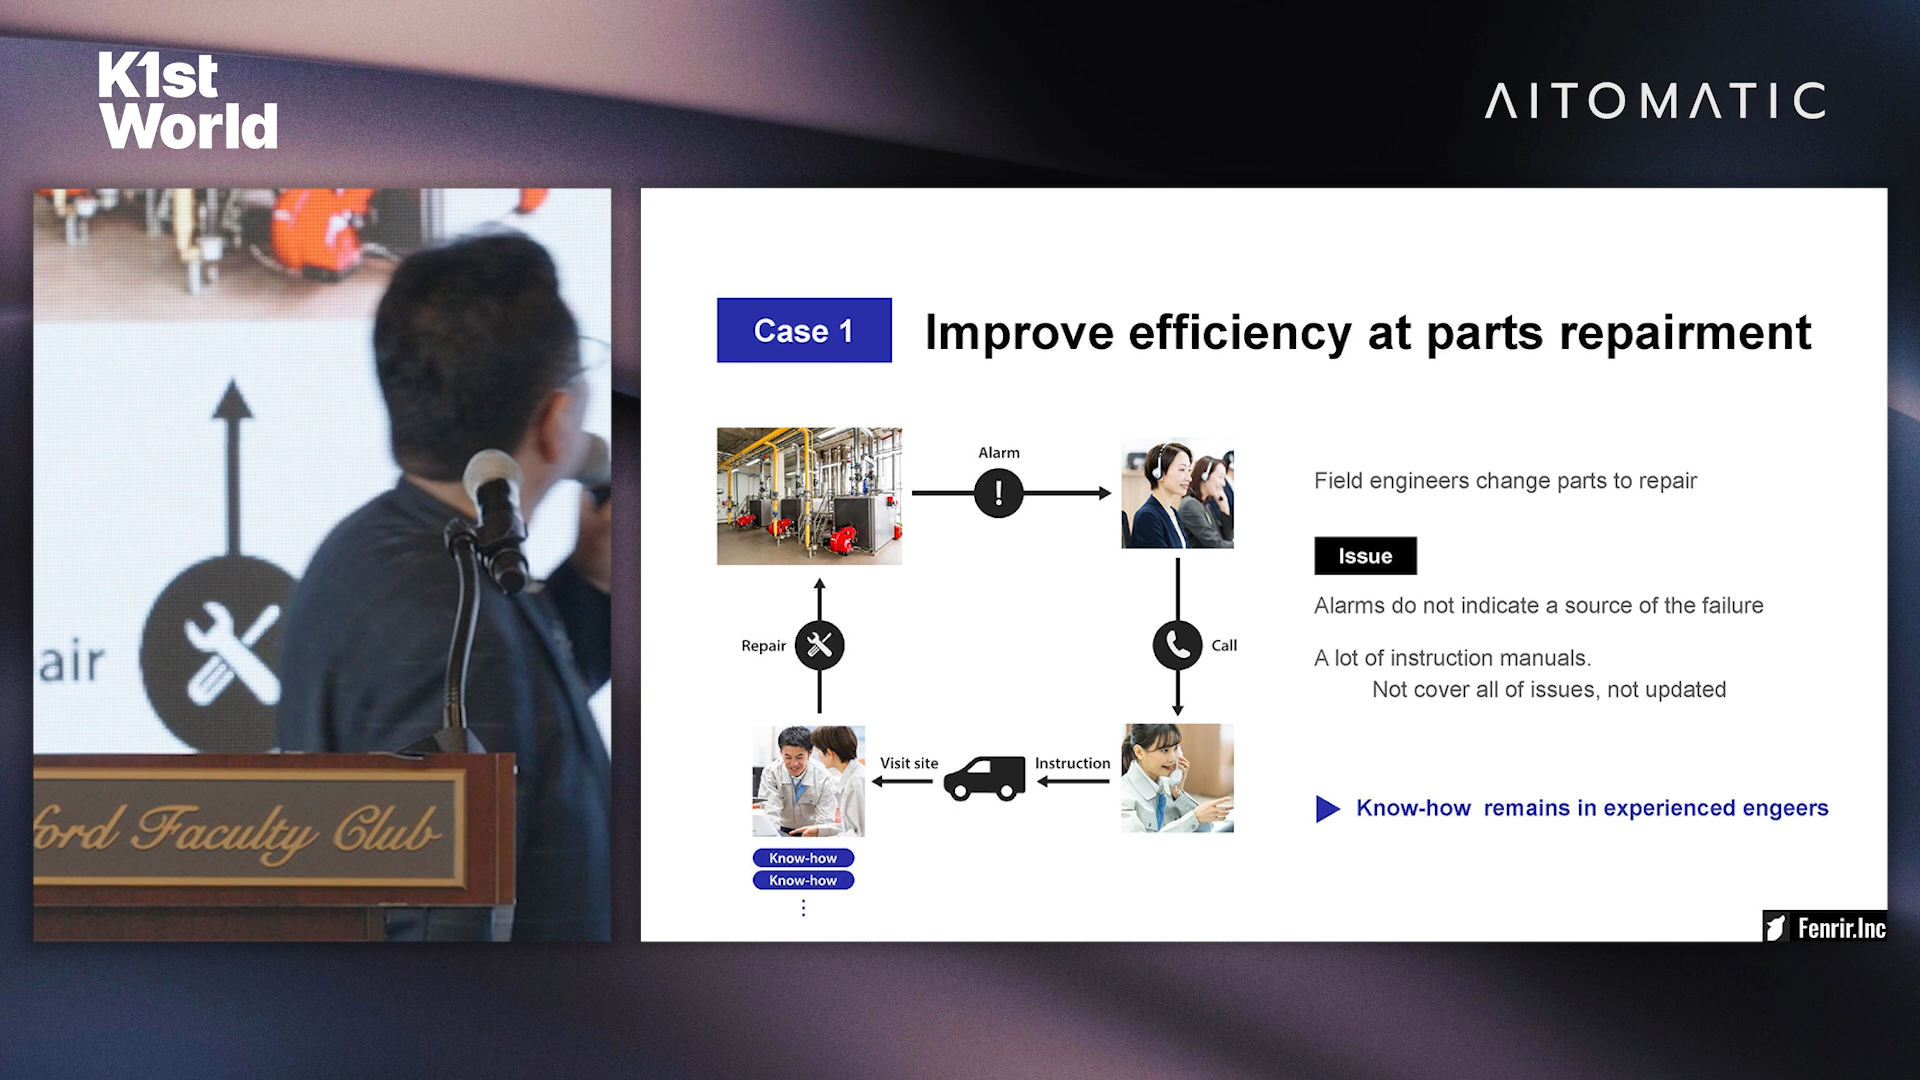 K1st
World
AITOMATIC
air
ford Faculty Club
Case 1
Improve efficiency at parts repairment
Alarm
Call
Repair
Visit site
Instruction
Know-how
Know-how
Field engineers change parts to repair
Issue
Alarms do not indicate a source of the failure
A lot of instruction manuals.
Not cover all of issues, not updated
Know-how remains in experienced engeers
Fenrir.Inc